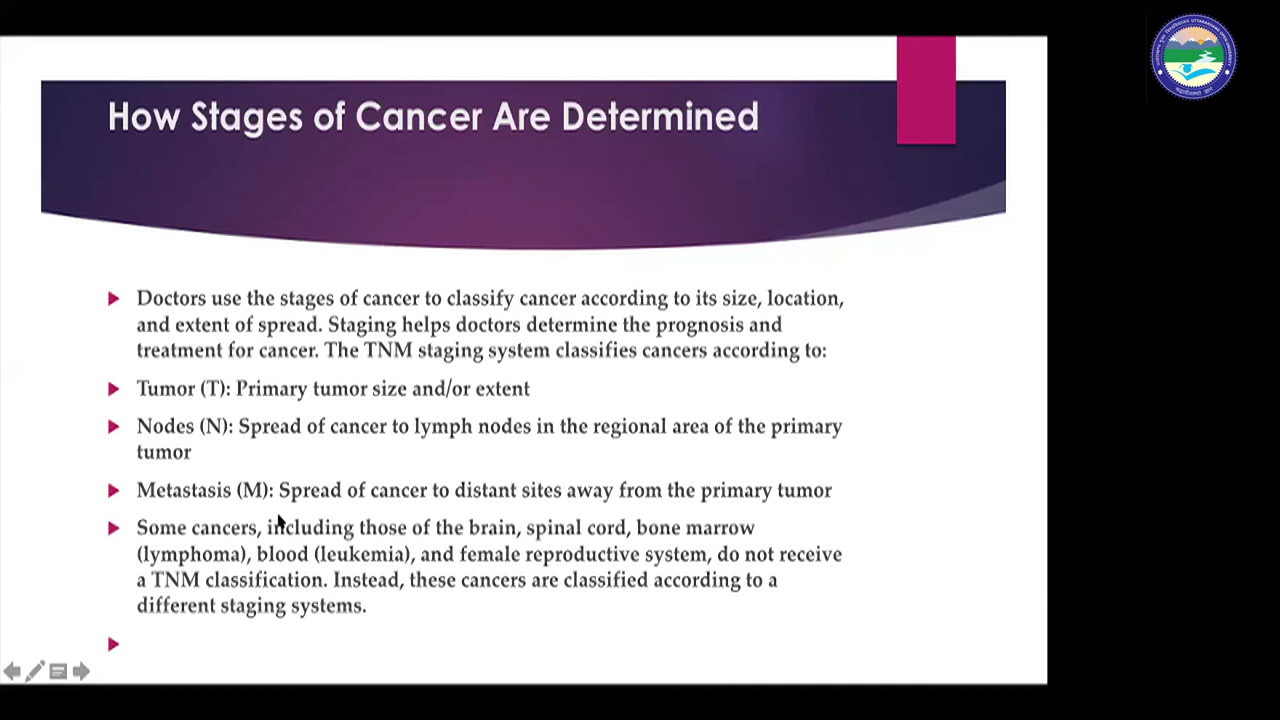 How Stages of Cancer Are Determined
Doctors use the stages of cancer to classify cancer according to its size, location,
and extent of spread. Staging helps doctors determine the prognosis and
treatment for cancer. The TNM staging system classifies cancers according to:
Tumor (T): Primary tumor size and/or extent
Nodes (N): Spread of cancer to lymph nodes in the regional area of the primary
tumor
Metastasis (M): Spread of cancer to distant sites away from the primary tumor
Some cancers, including those of the brain, spinal cord, bone marrow
(lymphoma), blood (leukemia), and female reproductive system, do not receive
a TNM classification. Instead, these cancers are classified according to a
different staging systems.